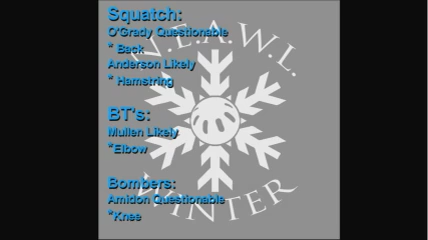 Squatch:
O'Grady Questionable
* Back
Anderson Likely
* Hamstring
BT's:
Mullen Likely
*Elbow
Bombers:
Amidon Questionable
*Knee
N.E.A.W.L.
WINTER